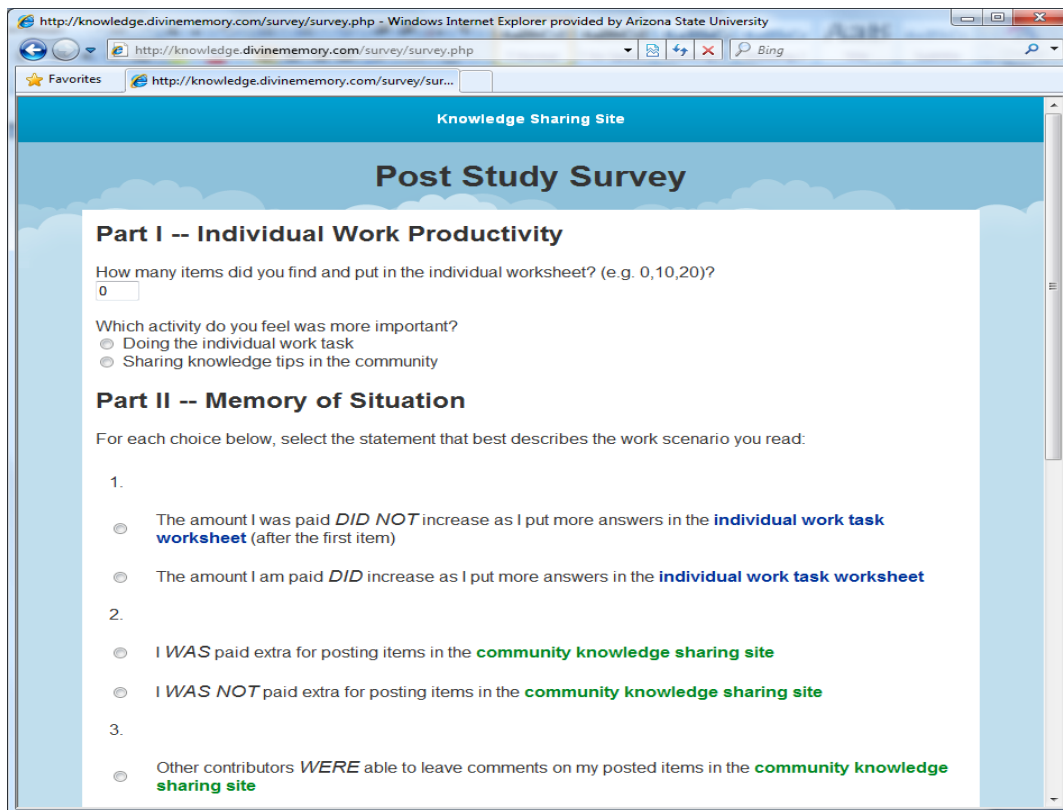 http://knowledge.divinememory.com/survey/survey.php - Windows Internet Explorer provided by Arizona State University
http://knowledge.divinememory.com/survey/survey.php
Bing
Favorites
http://knowledge.divinememory.com/survey/sur...
Knowledge Sharing Site
Post Study Survey
Part I -- Individual Work Productivity
How many items did you find and put in the individual worksheet? (e.g. 0,10,20)?
0
Which activity do you feel was more important?
Doing the individual work task
Sharing knowledge tips in the community
Part II -- Memory of Situation
For each choice below, select the statement that best describes the work scenario you read:
1.
The amount I was paid DID NOT increase as I put more answers in the individual work task
worksheet (after the first item)
The amount I am paid DID increase as I put more answers in the individual work task worksheet
2.
I WAS paid extra for posting items in the community knowledge sharing site
I WAS NOT paid extra for posting items in the community knowledge sharing site
3.
Other contributors WERE able to leave comments on my posted items in the community knowledge
sharing site